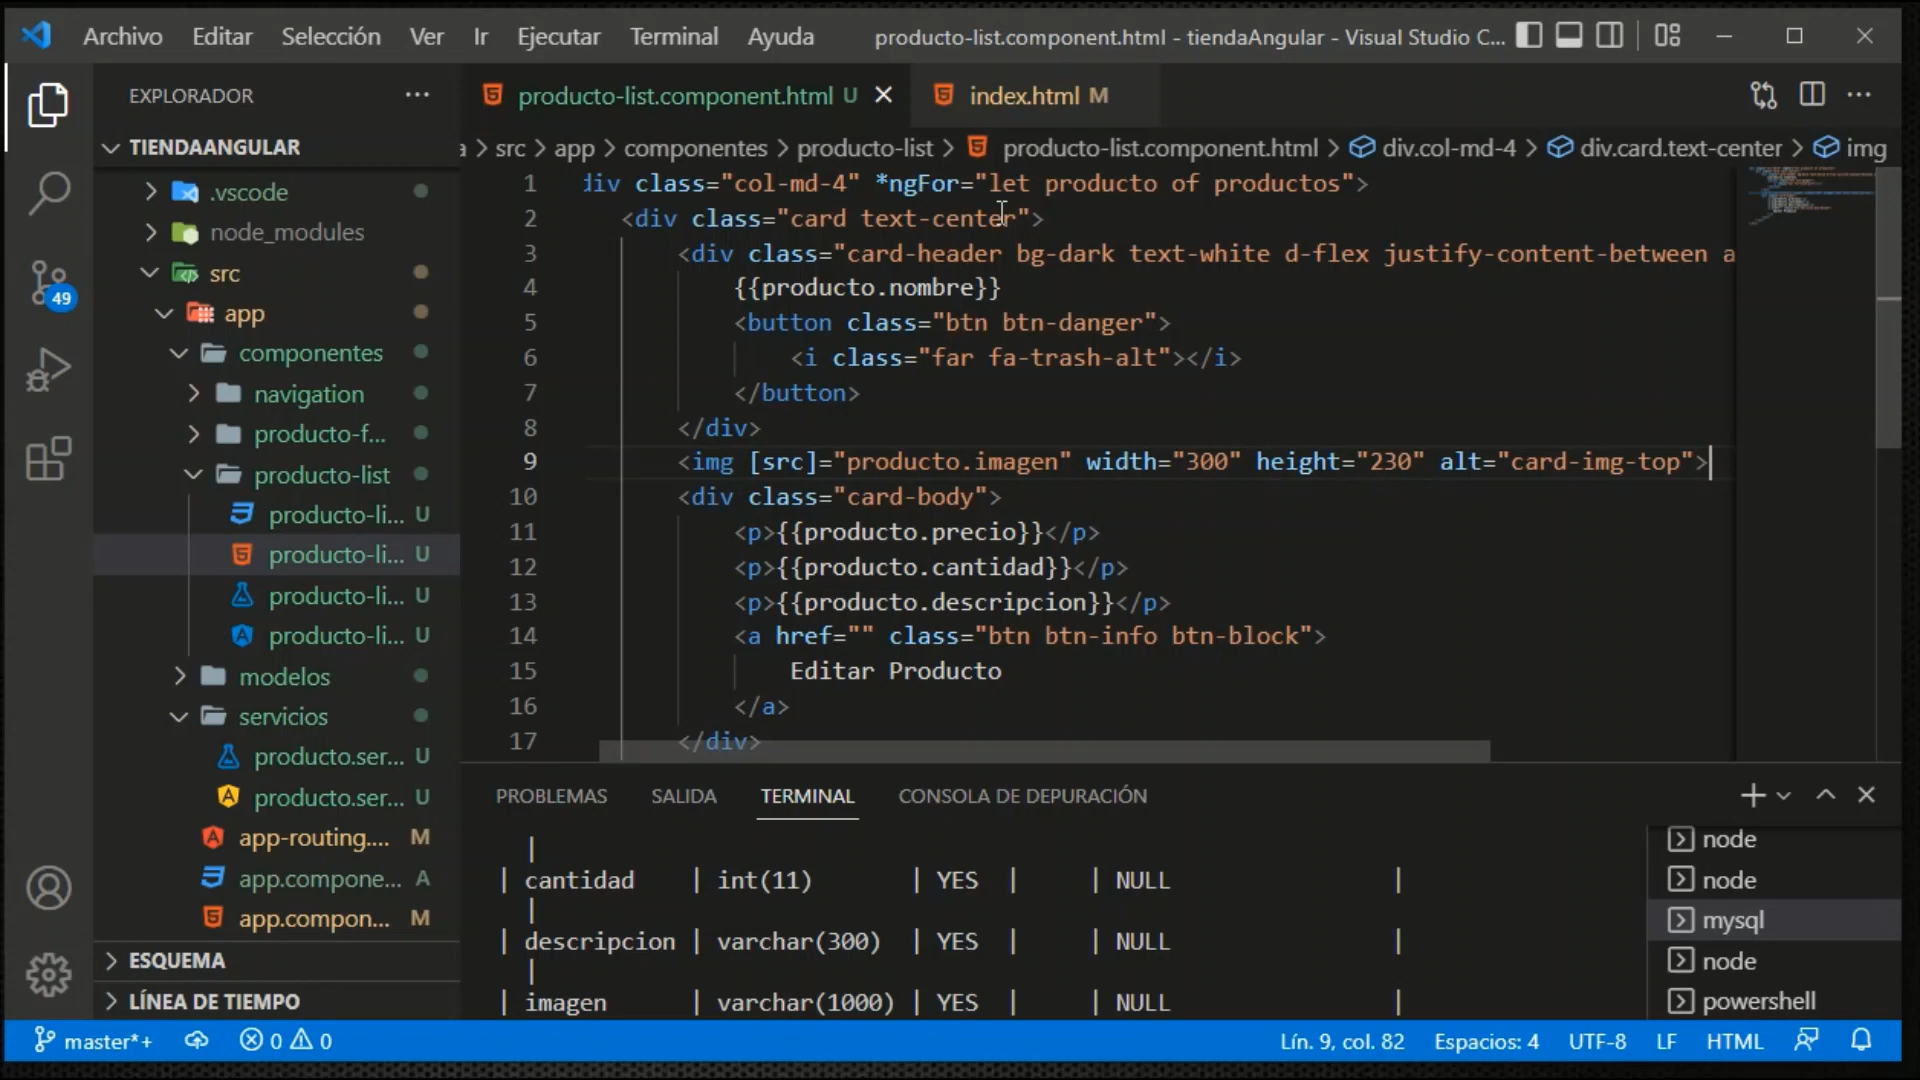 Archivo Editar Selección Ver Ir Ejecutar Terminal Ayuda producto-list.component.html - tiendaAngular - Visual Studio C...
EXPLORADOR ...
TIENDAANGULAR
.vscode
node_modules
src
app
componentes
navigation
producto-f...
producto-list
producto-li... U
producto-li... U
producto-li... U
producto-li... U
modelos
servicios
producto.ser... U
producto.ser... U
app-routing.... M
app.compone... A
app.compon... M
ESQUEMA
LÍNEA DE TIEMPO
49
producto-list.component.html U
index.html M
a > src > app > componentes > producto-list > producto-list.component.html > div.col-md-4 > div.card.text-center > img
1 div class="col-md-4" *ngFor="let producto of productos">
2 <div class="card text-center">
3 <div class="card-header bg-dark text-white d-flex justify-content-between a
4 {{producto.nombre}}
5 <button class="btn btn-danger">
6 <i class="far fa-trash-alt"></i>
7 </button>
8 </div>
9 <img [src]="producto.imagen" width="300" height="230" alt="card-img-top">
10 <div class="card-body">
11 <p>{{producto.precio}}</p>
12 <p>{{producto.cantidad}}</p>
13 <p>{{producto.descripcion}}</p>
14 <a href="" class="btn btn-info btn-block">
15 Editar Producto
16 </a>
17 </div>
PROBLEMAS SALIDA TERMINAL CONSOLA DE DEPURACIÓN
|
| cantidad | int(11) | YES | | NULL |
|
| descripcion | varchar(300) | YES | | NULL |
|
| imagen | varchar(1000) | YES | | NULL |
node
node
mysql
node
powershell
master*+ 0 0 Lín. 9, col. 82 Espacios: 4 UTF-8 LF HTML